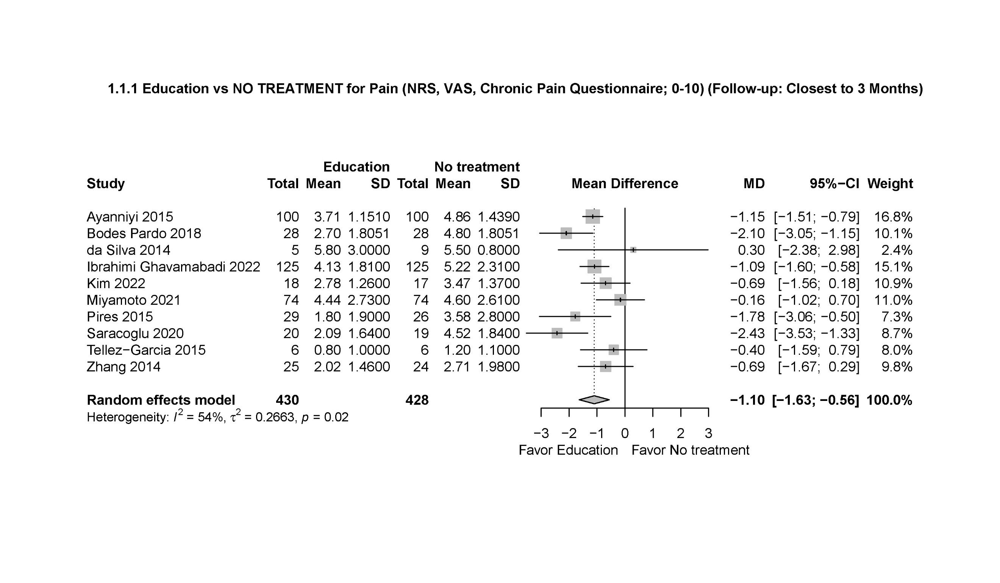 1.1.1 Education vs NO TREATMENT for Pain (NRS, VAS, Chronic Pain Questionnaire; 0-10) (Follow-up: Closest to 3 Months)
Education No treatment
Study Total Mean SD Total Mean SD Mean Difference MD 95%−CI Weight
Ayanniyi 2015 100 3.71 1.1510 100 4.86 1.4390 −1.15 [−1.51; −0.79] 16.8%
Bodes Pardo 2018 28 2.70 1.8051 28 4.80 1.8051 −2.10 [−3.05; −1.15] 10.1%
da Silva 2014 5 5.80 3.0000 9 5.50 0.8000 0.30 [−2.38; 2.98] 2.4%
Ibrahimi Ghavamabadi 2022 125 4.13 1.8100 125 5.22 2.3100 −1.09 [−1.60; −0.58] 15.1%
Kim 2022 18 2.78 1.2600 17 3.47 1.3700 −0.69 [−1.56; 0.18] 10.9%
Miyamoto 2021 74 4.44 2.7300 74 4.60 2.6100 −0.16 [−1.02; 0.70] 11.0%
Pires 2015 29 1.80 1.9000 26 3.58 2.8000 −1.78 [−3.06; −0.50] 7.3%
Saracoglu 2020 20 2.09 1.6400 19 4.52 1.8400 −2.43 [−3.53; −1.33] 8.7%
Tellez−Garcia 2015 6 0.80 1.0000 6 1.20 1.1000 −0.40 [−1.59; 0.79] 8.0%
Zhang 2014 25 2.02 1.4600 24 2.71 1.9800 −0.69 [−1.67; 0.29] 9.8%
Random effects model 430 428 −1.10 [−1.63; −0.56] 100.0%
Heterogeneity: I² = 54%, τ² = 0.2663, p = 0.02
−3 −2 −1 0 1 2 3
Favor Education Favor No treatment